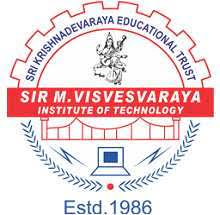 SRI KRISHNADEVARAYA EDUCATIONAL TRUST
SIR M.VISVESVARAYA
INSTITUTE OF TECHNOLOGY
Estd.1986